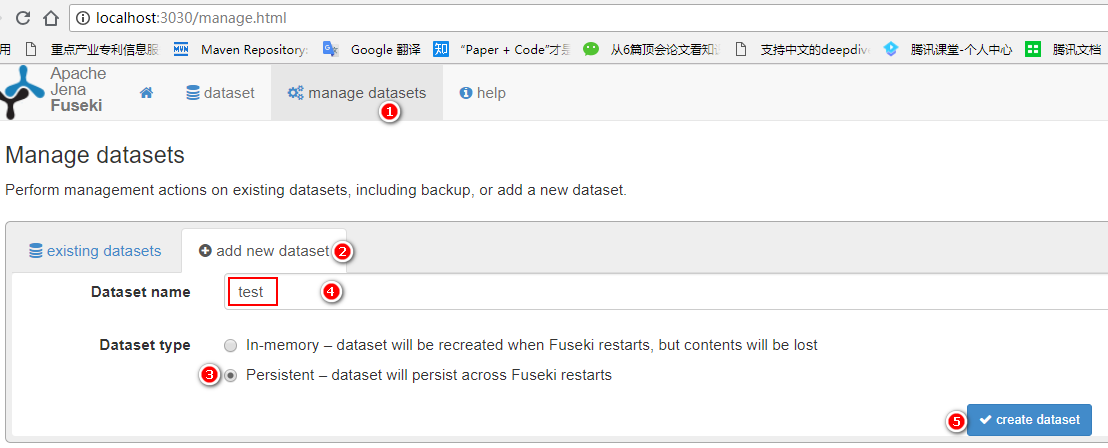 localhost:3030/manage.html
用 重点产业专利信息服 MVN Maven Repository: Google 翻译 知 “Paper + Code”才是 从6篇顶会论文看知识 支持中文的deepdive 腾讯课堂-个人中心 腾讯文档
Apache
Jena
Fuseki
dataset manage datasets help
1
Manage datasets
Perform management actions on existing datasets, including backup, or add a new dataset.
existing datasets add new dataset 2
Dataset name test 4
Dataset type In-memory – dataset will be recreated when Fuseki restarts, but contents will be lost
3 Persistent – dataset will persist across Fuseki restarts
5 create dataset